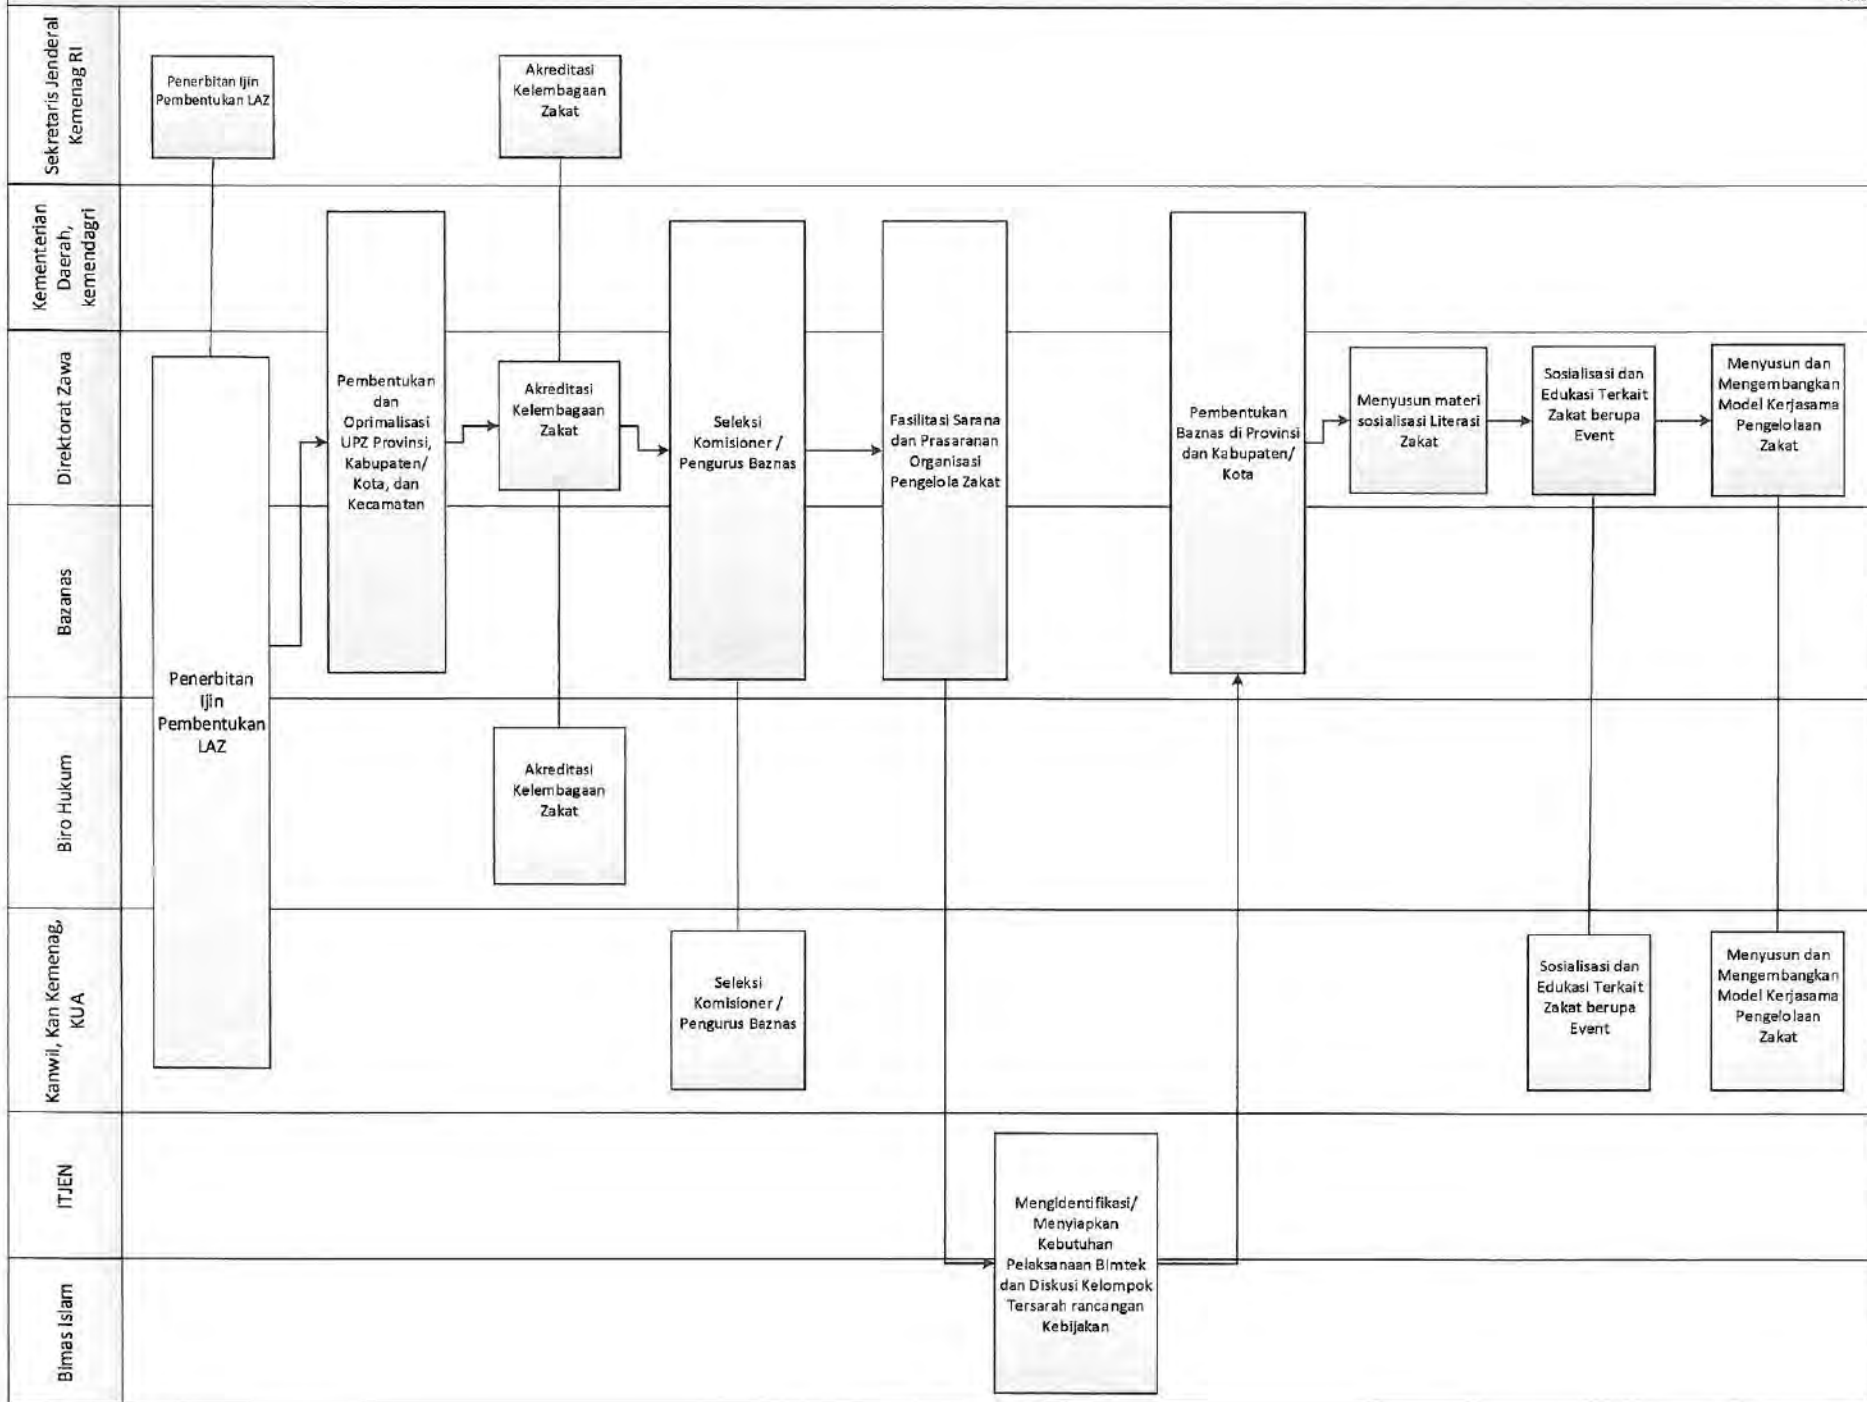 Sekretaris Jenderal
Kemenag RI
Penerbitan Ijin
Pembentukan LAZ
Akreditasi
Kelembagaan
Zakat
Kementerian
Daerah,
kemendagri
Direktorat Zawa
Pembentukan
dan
Oprimalisasi
UPZ Provinsi,
Kabupaten/
Kota, dan
Kecamatan
Akreditasi
Kelembagaan
Zakat
Seleksi
Komisioner /
Pengurus Baznas
Fasilitasi Sarana
dan Prasaranan
Organisasi
Pengelola Zakat
Pembentukan
Baznas di Provinsi
dan Kabupaten/
Kota
Menyusun materi
sosialisasi Literasi
Zakat
Sosialisasi dan
Edukasi Terkait
Zakat berupa
Event
Menyusun dan
Mengembangkan
Model Kerjasama
Pengelolaan
Zakat
Bazanas
Penerbitan
Ijin
Pembentukan
LAZ
Biro Hukum
Akreditasi
Kelembagaan
Zakat
Kanwil, Kan Kemenag,
KUA
Seleksi
Komisioner /
Pengurus Baznas
Sosialisasi dan
Edukasi Terkait
Zakat berupa
Event
Menyusun dan
Mengembangkan
Model Kerjasama
Pengelolaan
Zakat
ITJEN
Mengidentifikasi/
Menyiapkan
Kebutuhan
Pelaksanaan Bimtek
dan Diskusi Kelompok
Tersarah rancangan
Kebijakan
Bimas Islam